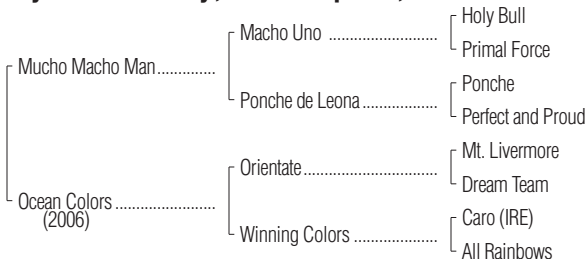 Holy Bull
Macho Uno ....................
Primal Force
Mucho Macho Man..............
Ponche
Ponche de Leona...................
Perfect and Proud
Mt. Livermore
Orientate...............................
Dream Team
Ocean Colors .......................
(2006)
Caro (IRE)
Winning Colors ...................
All Rainbows